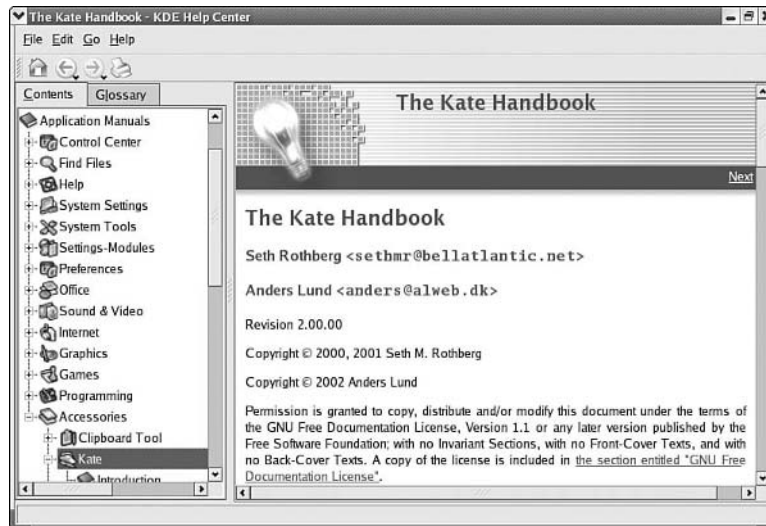 The Kate Handbook - KDE Help Center
File Edit Go Help
Contents Glossary
Application Manuals
Control Center
Find Files
Help
System Settings
System Tools
Settings-Modules
Preferences
Office
Sound & Video
Internet
Graphics
Games
Programming
Accessories
Clipboard Tool
Kate
Introduction
The Kate Handbook
Next
The Kate Handbook
Seth Rothberg <sethmr@bellatlantic.net>
Anders Lund <anders@alweb.dk>
Revision 2.00.00
Copyright © 2000, 2001 Seth M. Rothberg
Copyright © 2002 Anders Lund
Permission is granted to copy, distribute and/or modify this document under the terms of
the GNU Free Documentation License, Version 1.1 or any later version published by the
Free Software Foundation; with no Invariant Sections, with no Front-Cover Texts, and with
no Back-Cover Texts. A copy of the license is included in the section entitled "GNU Free
Documentation License".